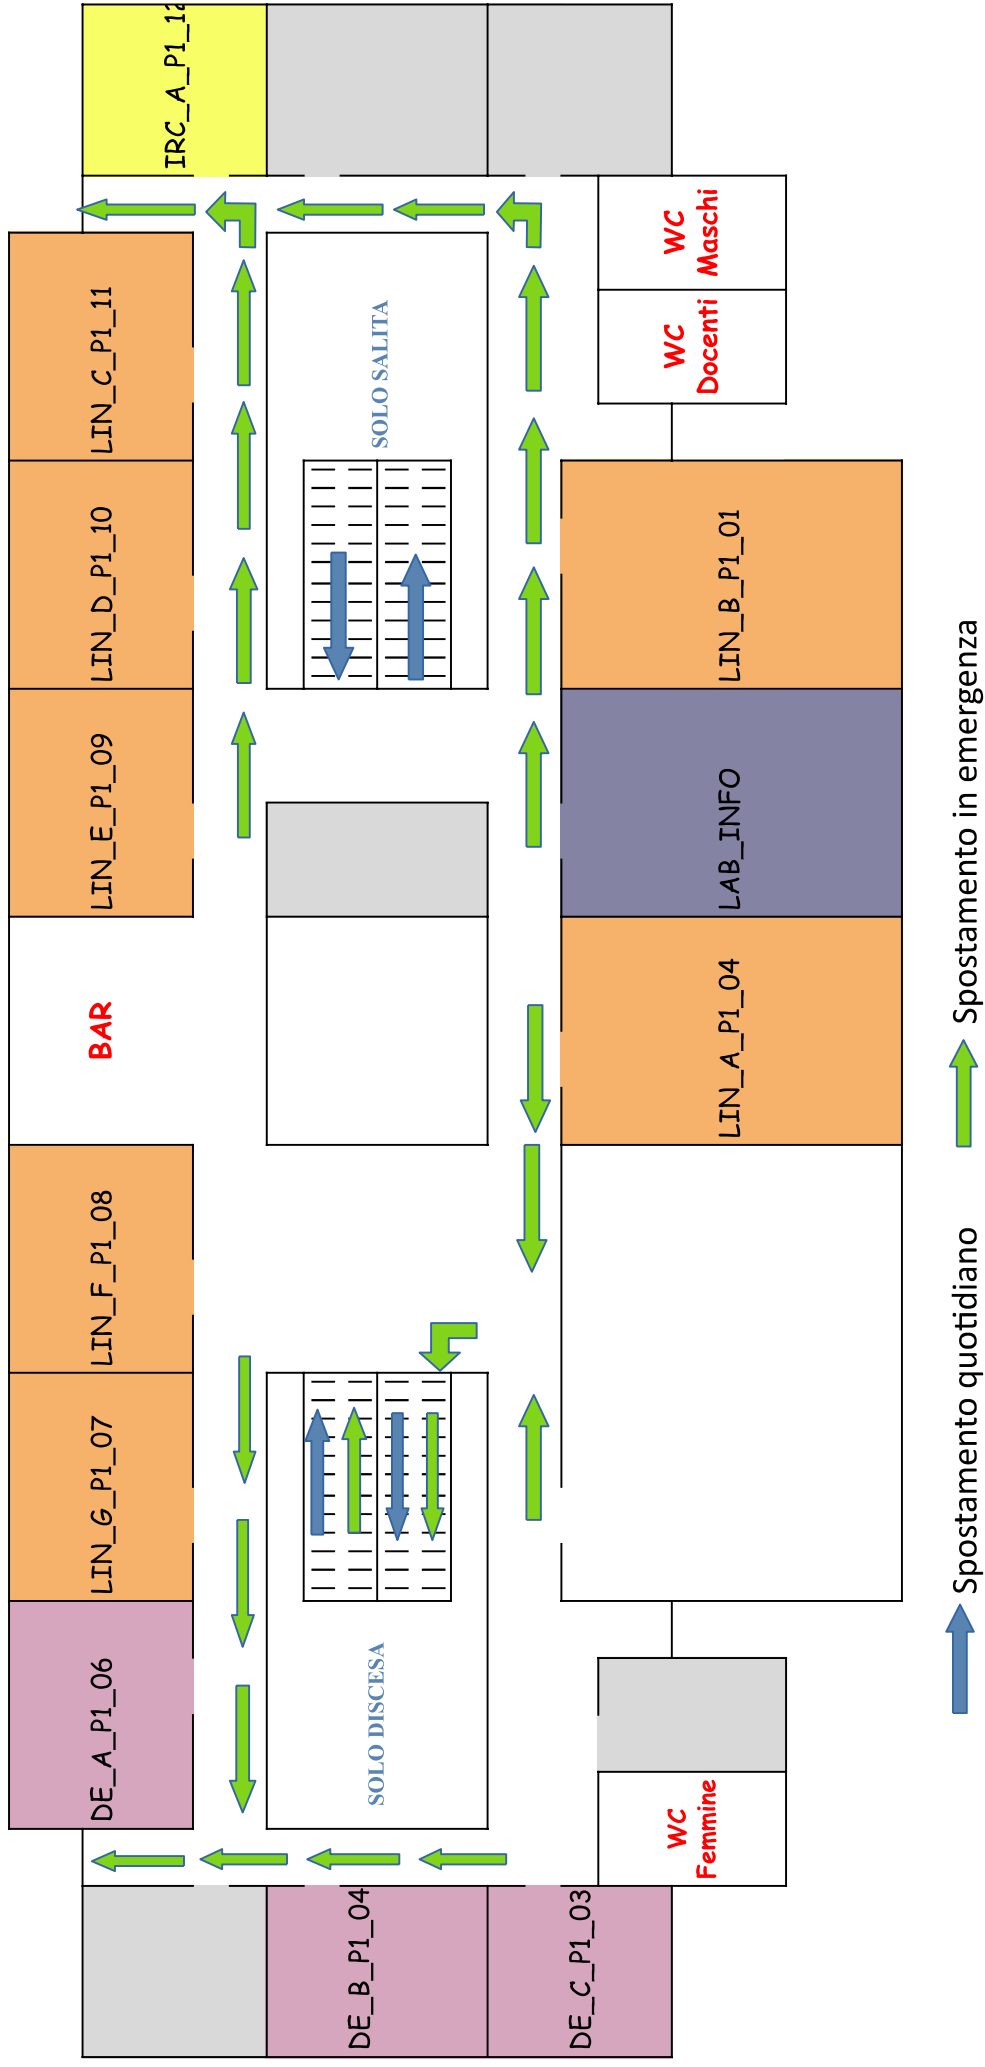 DE_A_P1_06
LIN_G_P1_07
LIN_F_P1_08
BAR
LIN_E_P1_09
LIN_D_P1_10
LIN_C_P1_11
IRC_A_P1_12
DE_B_P1_04
SOLO DISCESA
SOLO SALITA
DE_C_P1_03
WC
Femmine
LIN_A_P1_04
LAB_INFO
LIN_B_P1_01
WC
Docenti
WC
Maschi
Spostamento quotidiano
Spostamento in emergenza